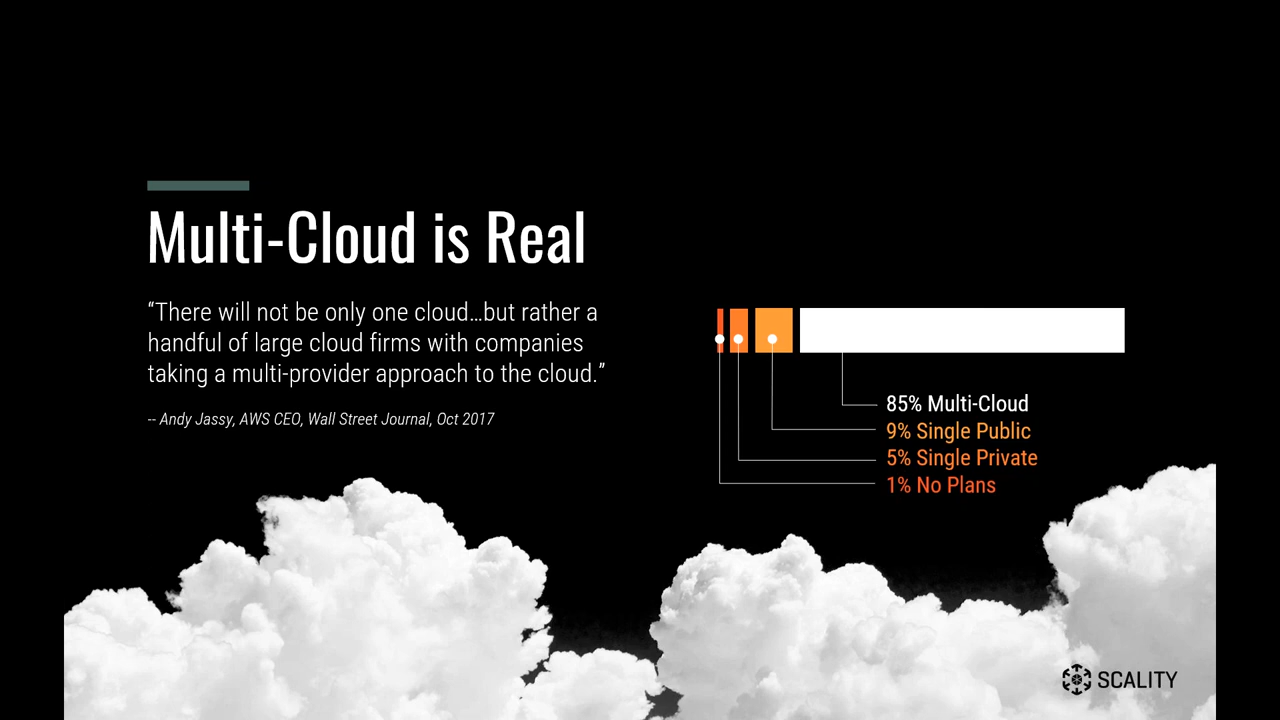 Multi-Cloud is Real
“There will not be only one cloud…but rather a
handful of large cloud firms with companies
taking a multi-provider approach to the cloud.”
-- Andy Jassy, AWS CEO, Wall Street Journal, Oct 2017
85% Multi-Cloud
9% Single Public
5% Single Private
1% No Plans
SCALITY